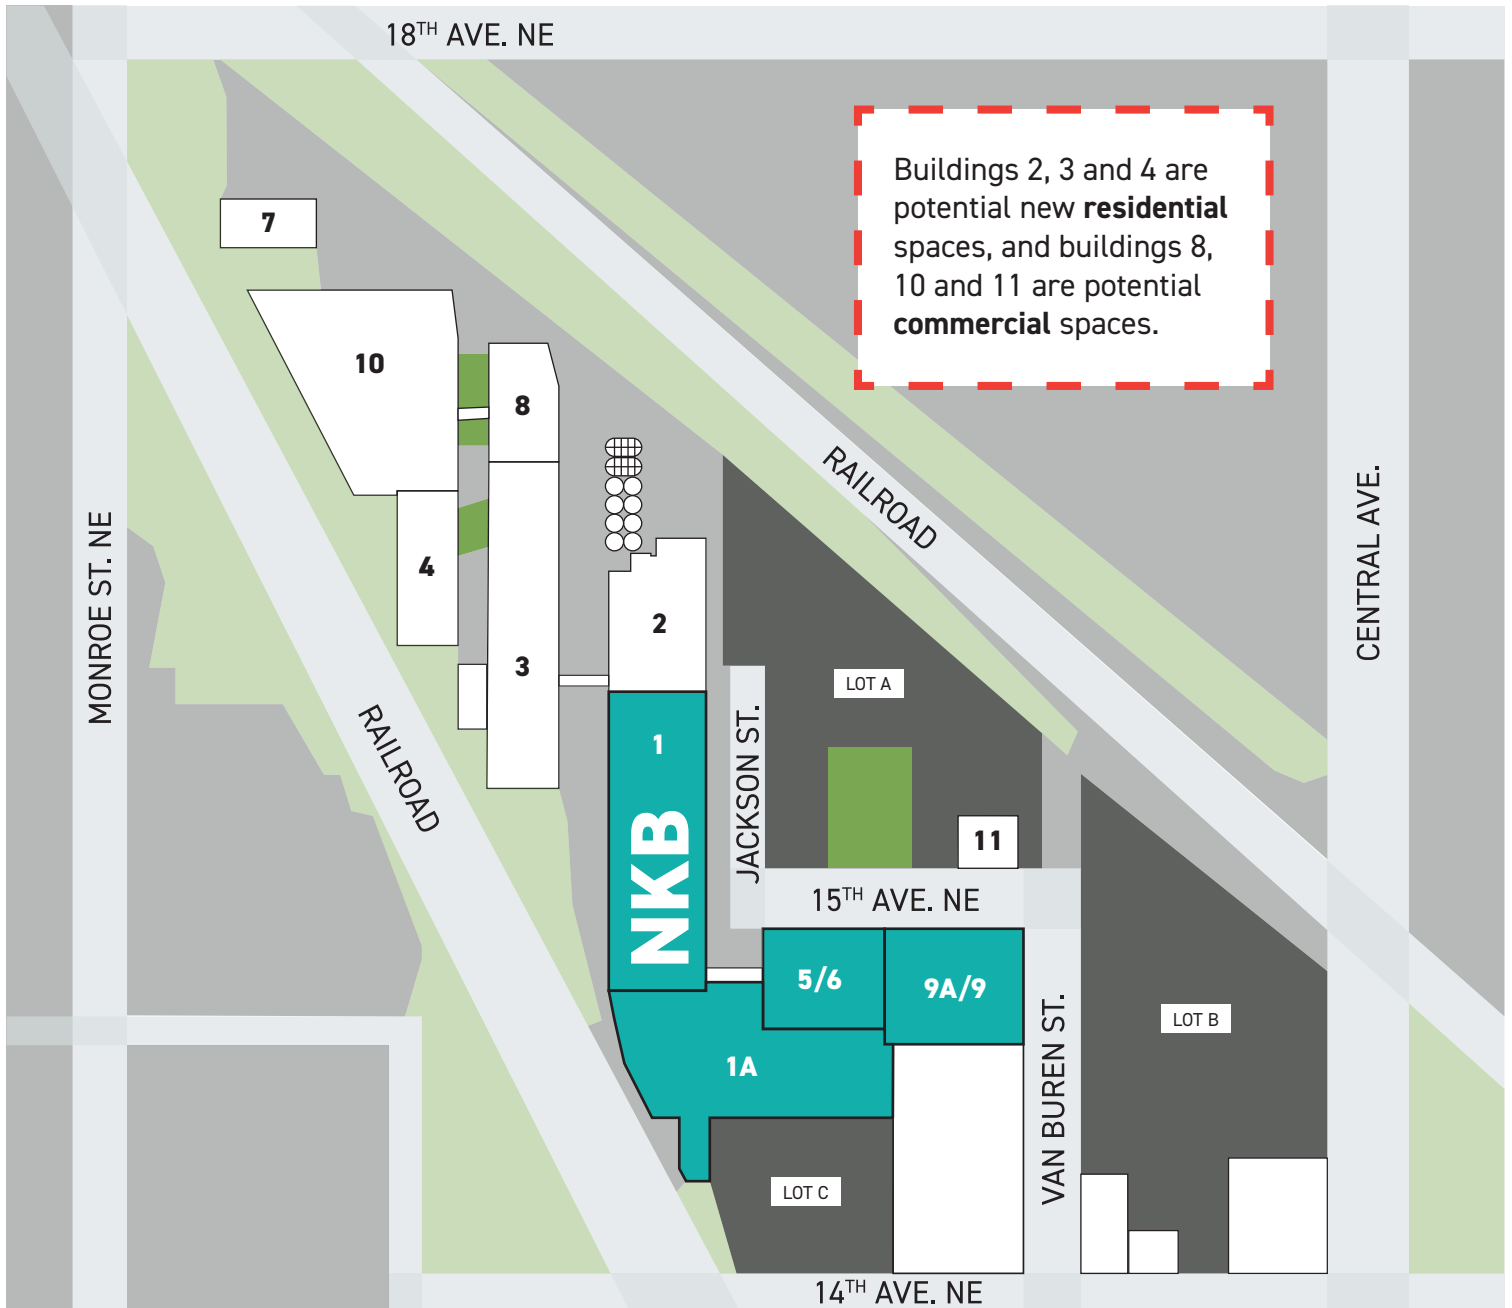 18TH AVE. NE
Buildings 2, 3 and 4 are
potential new residential
spaces, and buildings 8,
10 and 11 are potential
commercial spaces.
7
10
8
RAILROAD
CENTRAL AVE.
MONROE ST. NE
4
2
3
LOT A
RAILROAD
1
NKB
JACKSON ST.
11
15TH AVE. NE
5/6
9A/9
LOT B
1A
VAN BUREN ST.
LOT C
14TH AVE. NE